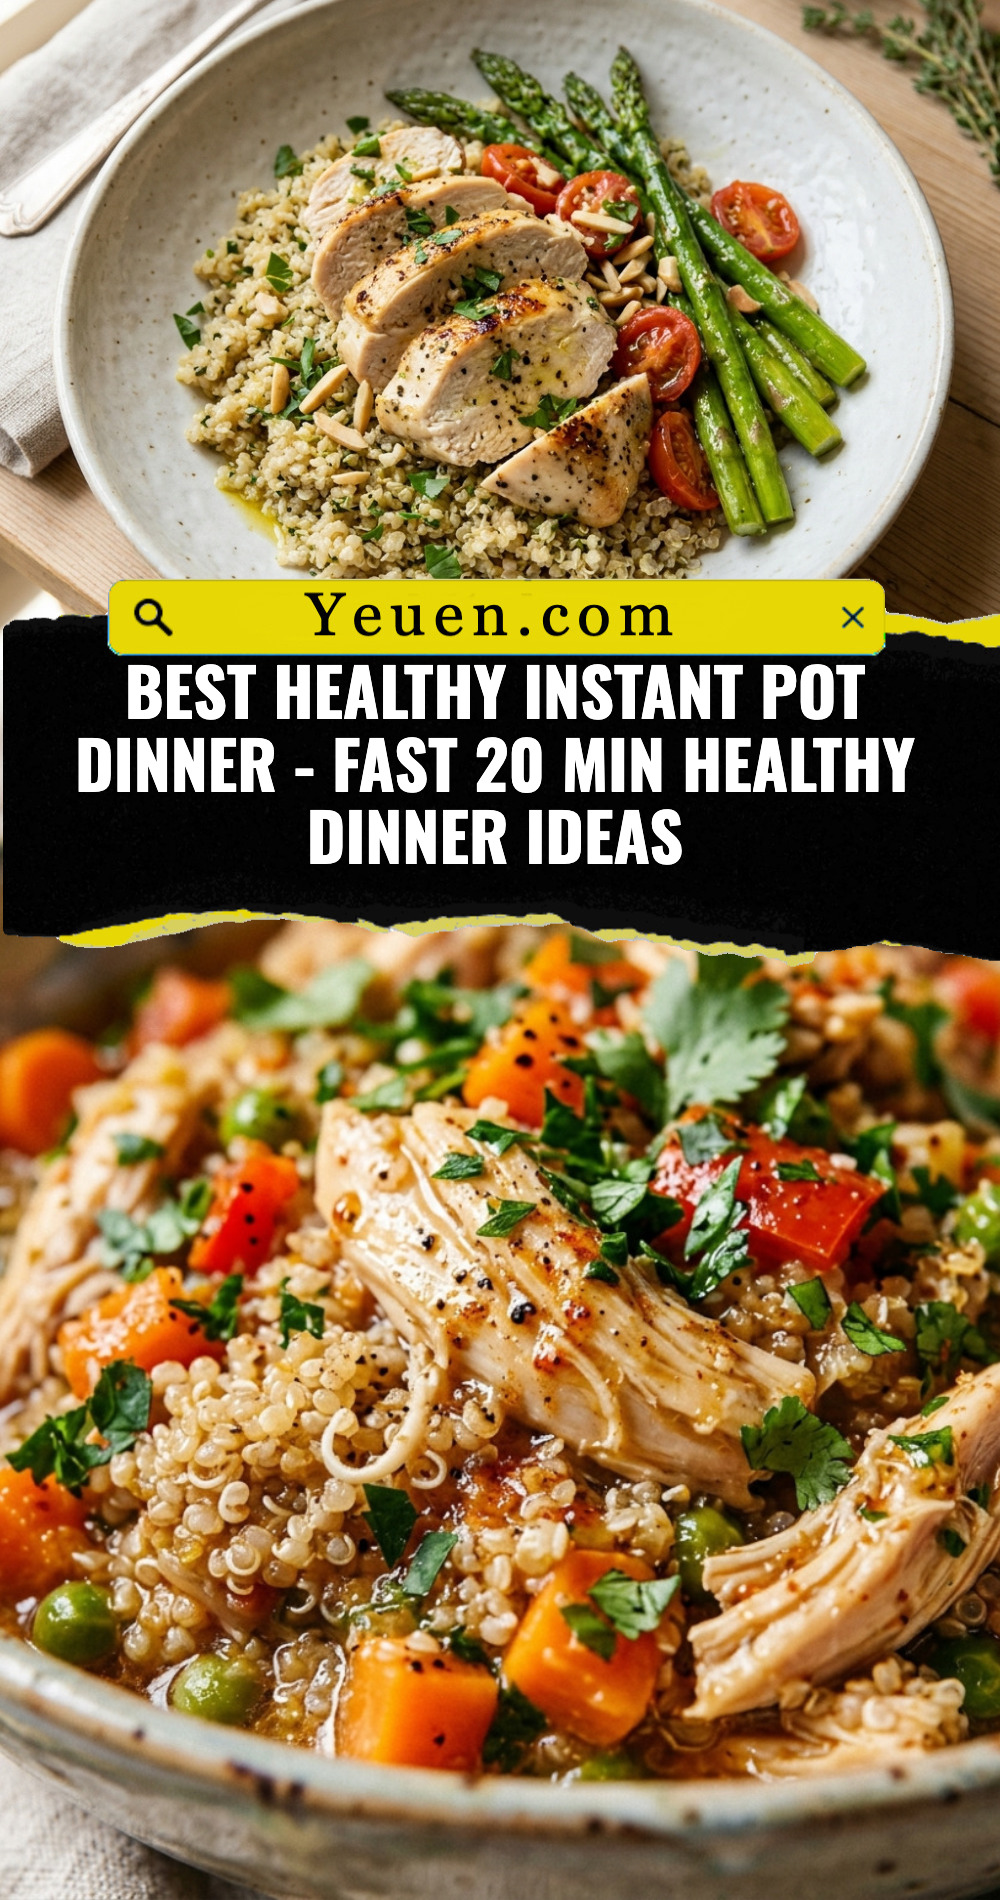 Yeuen.com
BEST HEALTHY INSTANT POT
DINNER - FAST 20 MIN HEALTHY
DINNER IDEAS